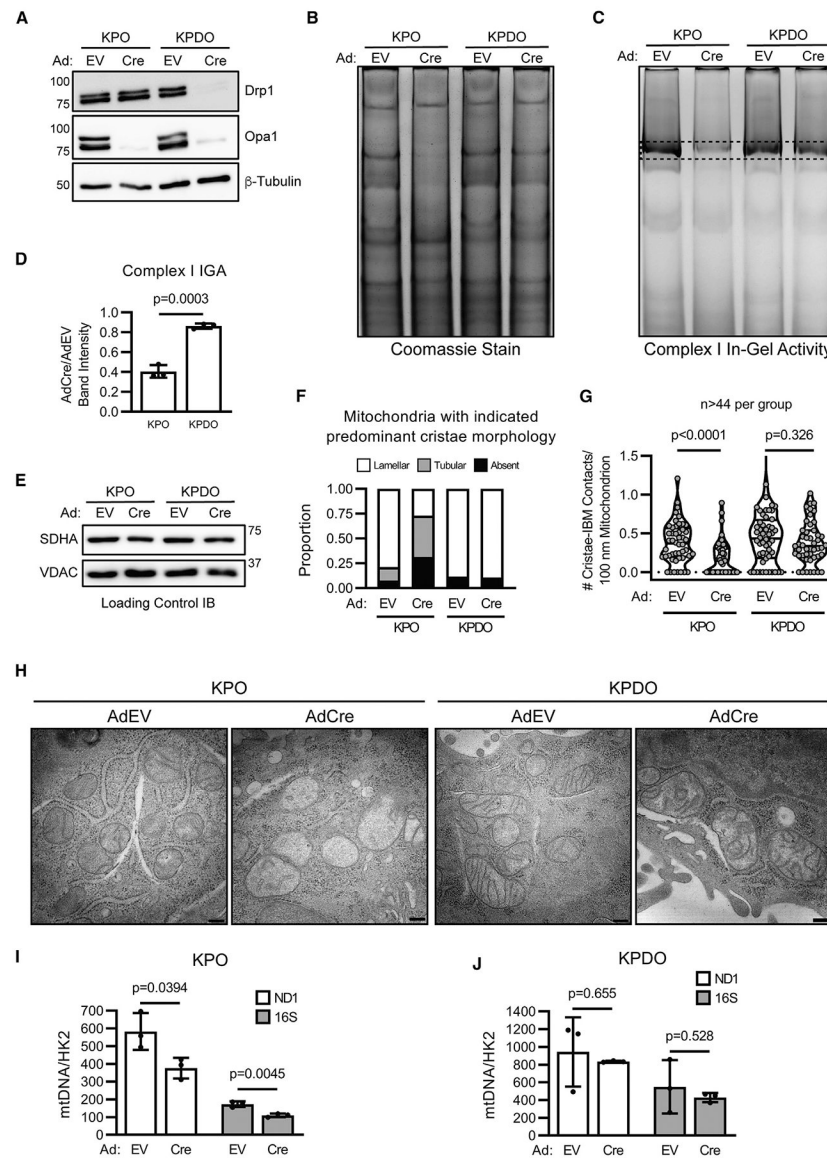 A
KPO KPDO
Ad: EV Cre EV Cre
100
75
Drp1
100
75
Opa1
50
β-Tubulin
B
KPO KPDO
Ad: EV Cre EV Cre
Coomassie Stain
C
KPO KPDO
Ad: EV Cre EV Cre
Complex I In-Gel Activity
D
Complex I IGA
p=0.0003
AdCre/AdEV
Band Intensity
1.0
0.8
0.6
0.4
0.2
0
KPO KPDO
E
KPO KPDO
Ad: EV Cre EV Cre
SDHA 75
VDAC 37
Loading Control IB
F
Mitochondria with indicated
predominant cristae morphology
Lamellar Tubular Absent
Proportion
1.00
0.75
0.50
0.25
0.00
Ad: EV Cre EV Cre
KPO KPDO
G
n>44 per group
p<0.0001 p=0.326
# Cristae-IBM Contacts/
100 nm Mitochondrion
1.5
1.0
0.5
0.0
Ad: EV Cre EV Cre
KPO KPDO
H
KPO KPDO
AdEV AdCre AdEV AdCre
I
KPO
ND1
16S
p=0.0394
p=0.0045
mtDNA/HK2
700
600
500
400
300
200
100
0
Ad: EV Cre EV Cre
J
KPDO
ND1
16S
p=0.655
p=0.528
mtDNA/HK2
1400
1200
1000
800
600
400
200
0
Ad: EV Cre EV Cre